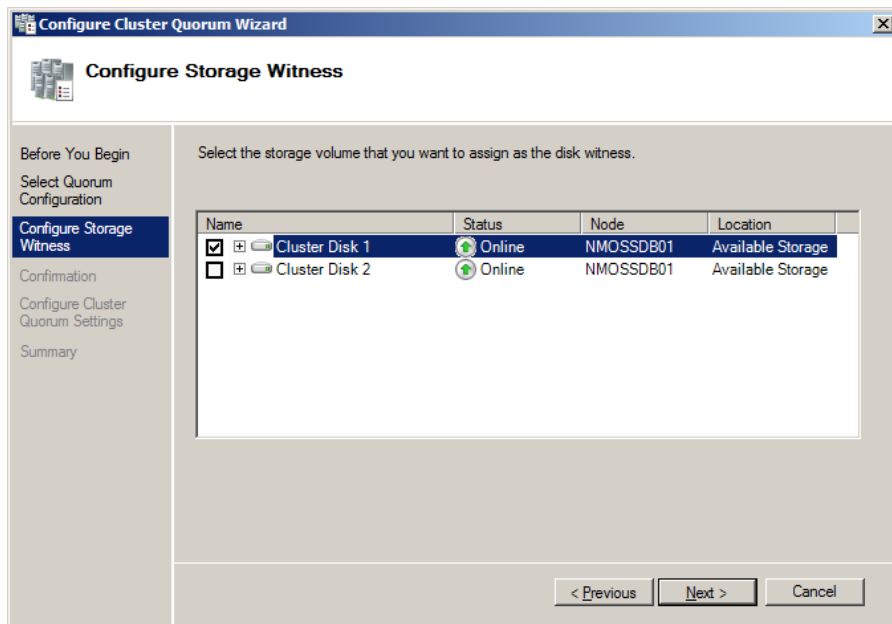 Configure Cluster Quorum Wizard
Configure Storage Witness
Before You Begin
Select Quorum
Configuration
Configure Storage
Witness
Confirmation
Configure Cluster
Quorum Settings
Summary
Select the storage volume that you want to assign as the disk witness.
Name Status Node Location
Cluster Disk 1 Online NMOSSDB01 Available Storage
Cluster Disk 2 Online NMOSSDB01 Available Storage
< Previous Next > Cancel